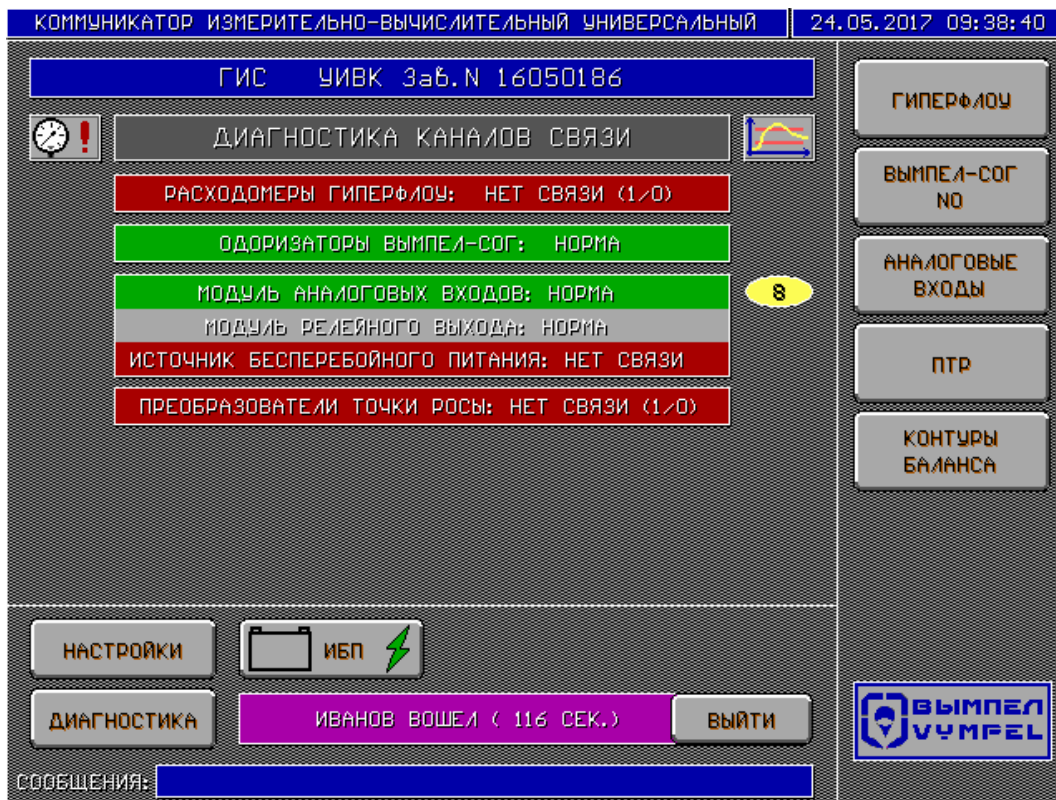 КОММУНИКАТОР ИЗМЕРИТЕЛЬНО-ВЫЧИСЛИТЕЛЬНЫЙ УНИВЕРСАЛЬНЫЙ
24.05.2017 09:38:40
ГИС УИВК Зав.N 16050186
ДИАГНОСТИКА КАНАЛОВ СВЯЗИ
РАСХОДОМЕРЫ ГИПЕРФЛОУ: НЕТ СВЯЗИ (1/0)
ОДОРИЗАТОРЫ ВЫМПЕЛ-СОГ: НОРМА
МОДУЛЬ АНАЛОГОВЫХ ВХОДОВ: НОРМА
8
МОДУЛЬ РЕЛЕЙНОГО ВЫХОДА: НОРМА
ИСТОЧНИК БЕСПЕРЕБОЙНОГО ПИТАНИЯ: НЕТ СВЯЗИ
ПРЕОБРАЗОВАТЕЛИ ТОЧКИ РОСЫ: НЕТ СВЯЗИ (1/0)
ГИПЕРФЛОУ
ВЫМПЕЛ-СОГ
NO
АНАЛОГОВЫЕ
ВХОДЫ
ПТР
КОНТУРЫ
БАЛАНСА
НАСТРОЙКИ
ИБП
ДИАГНОСТИКА
ИВАНОВ ВОШЕЛ ( 116 СЕК.)
ВЫЙТИ
ВЫМПЕЛ
VYMPEL
СООБЩЕНИЯ: